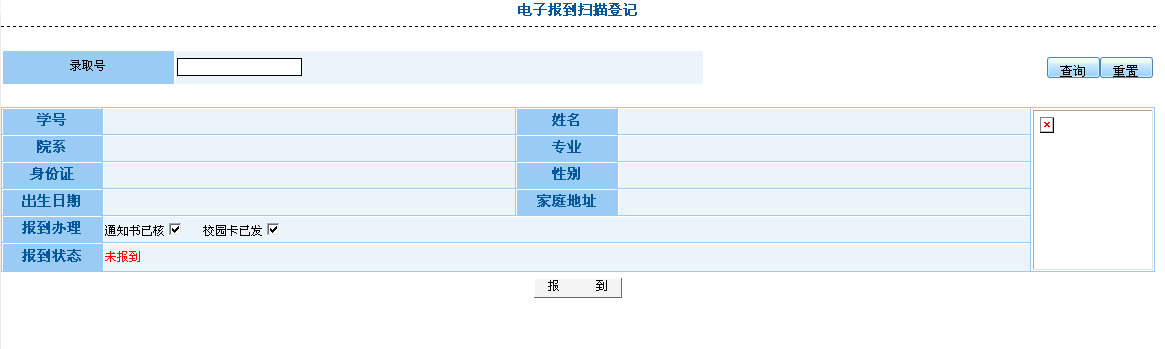 电子报到扫描登记
录取号 查询 重置
学号 姓名
院系 专业
身份证 性别
出生日期 家庭地址
报到办理 通知书已核 校园卡已发
报到状态 未报到
报 到